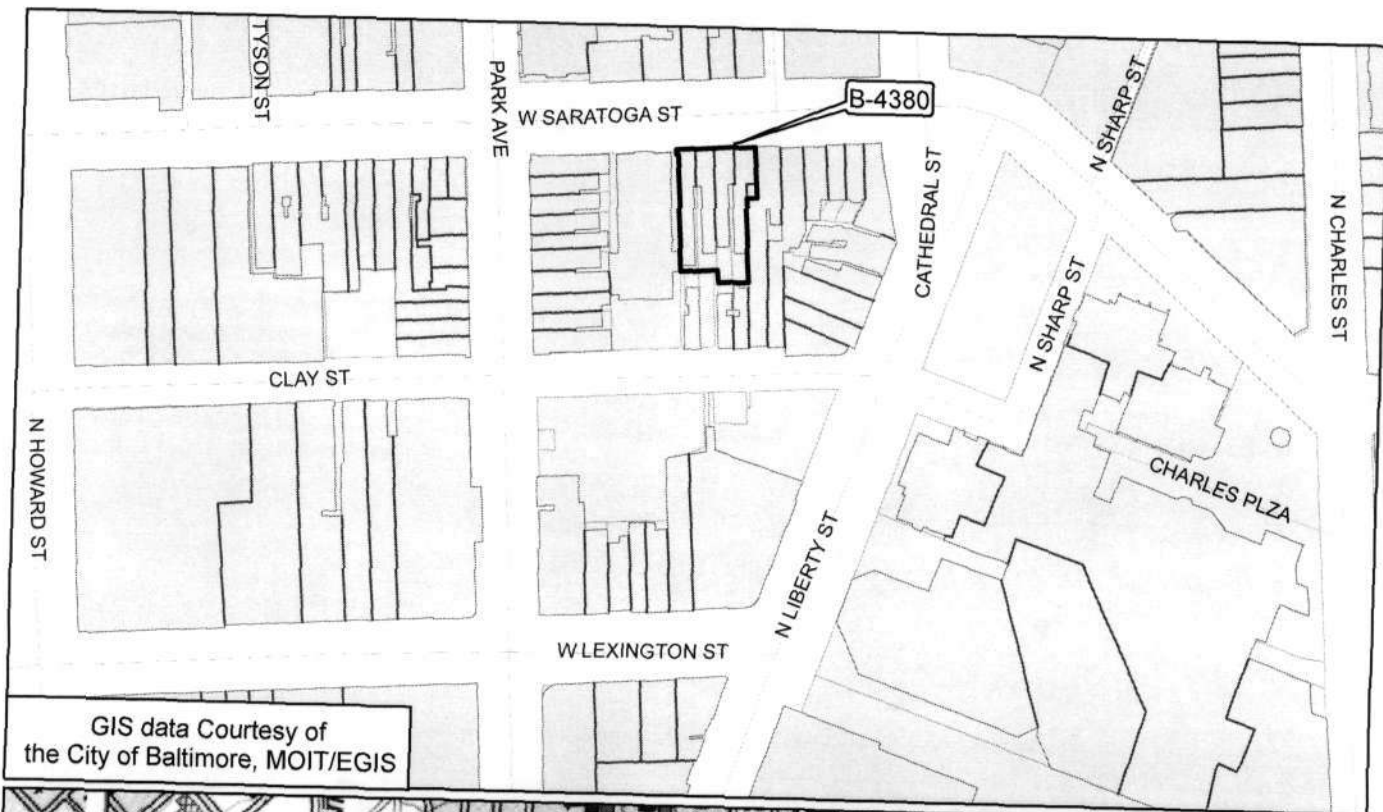 TYSON ST
PARK AVE
W SARATOGA ST
B-4380
N SHARP ST
CATHEDRAL ST
N CHARLES ST
N SHARP ST
CLAY ST
N HOWARD ST
CHARLES PLZA
N LIBERTY ST
W LEXINGTON ST
GIS data Courtesy of
the City of Baltimore, MOIT/EGIS